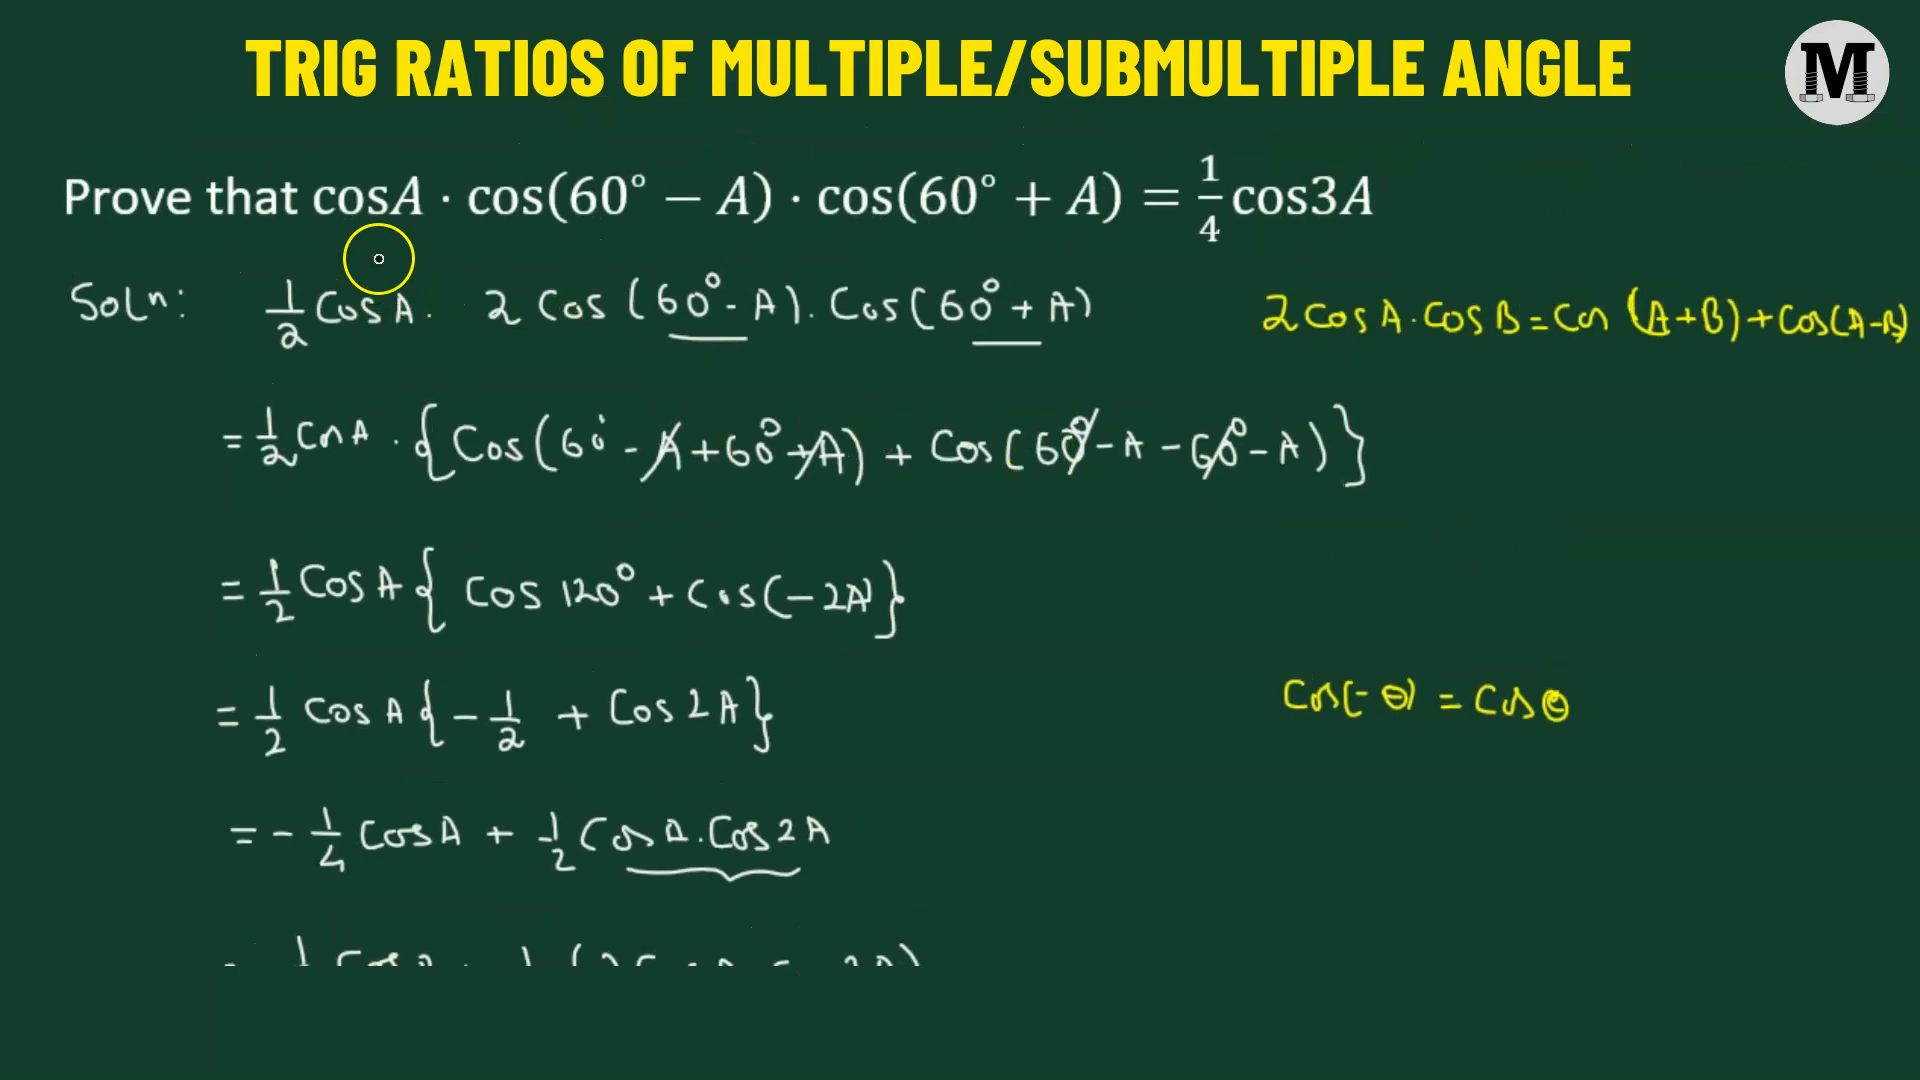 TRIG RATIOS OF MULTIPLE/SUBMULTIPLE ANGLE
M
Prove that cosA · cos(60° − A) · cos(60° + A) = 1/4 cos3A
Soln: 1/2 CosA. 2 Cos (60°-A). Cos(60°+A)
2CosA.CosB=Cos (A+B)+Cos(A-B)
= 1/2 CosA . {Cos(60°-A+60°+A) + Cos(60°-A-60°-A)}
= 1/2 CosA { Cos 120° + Cos(-2A)}
= 1/2 CosA {-1/2 + Cos2A}
Cos(-θ) = Cosθ
= - 1/4 CosA + 1/2 CosA.Cos2A